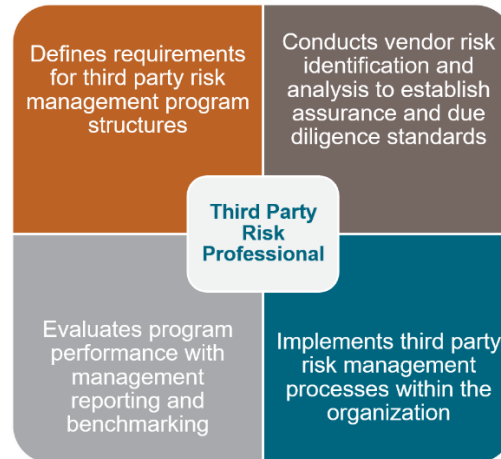 Defines requirements
for third party risk
management program
structures
Conducts vendor risk
identification and
analysis to establish
assurance and due
diligence standards
Third Party
Risk
Professional
Evaluates program
performance with
management
reporting and
benchmarking
Implements third party
risk management
processes within the
organization